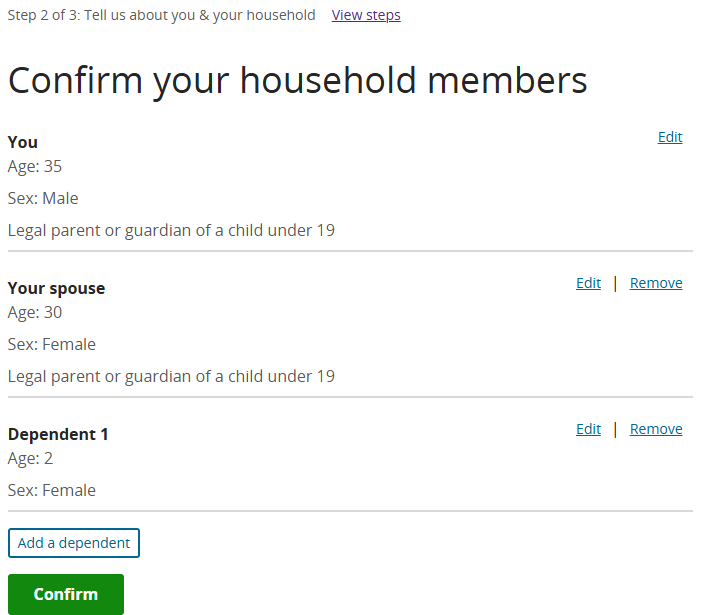 Step 2 of 3: Tell us about you & your household View steps
Confirm your household members
You Edit
Age: 35
Sex: Male
Legal parent or guardian of a child under 19
Your spouse Edit | Remove
Age: 30
Sex: Female
Legal parent or guardian of a child under 19
Dependent 1 Edit | Remove
Age: 2
Sex: Female
Add a dependent
Confirm